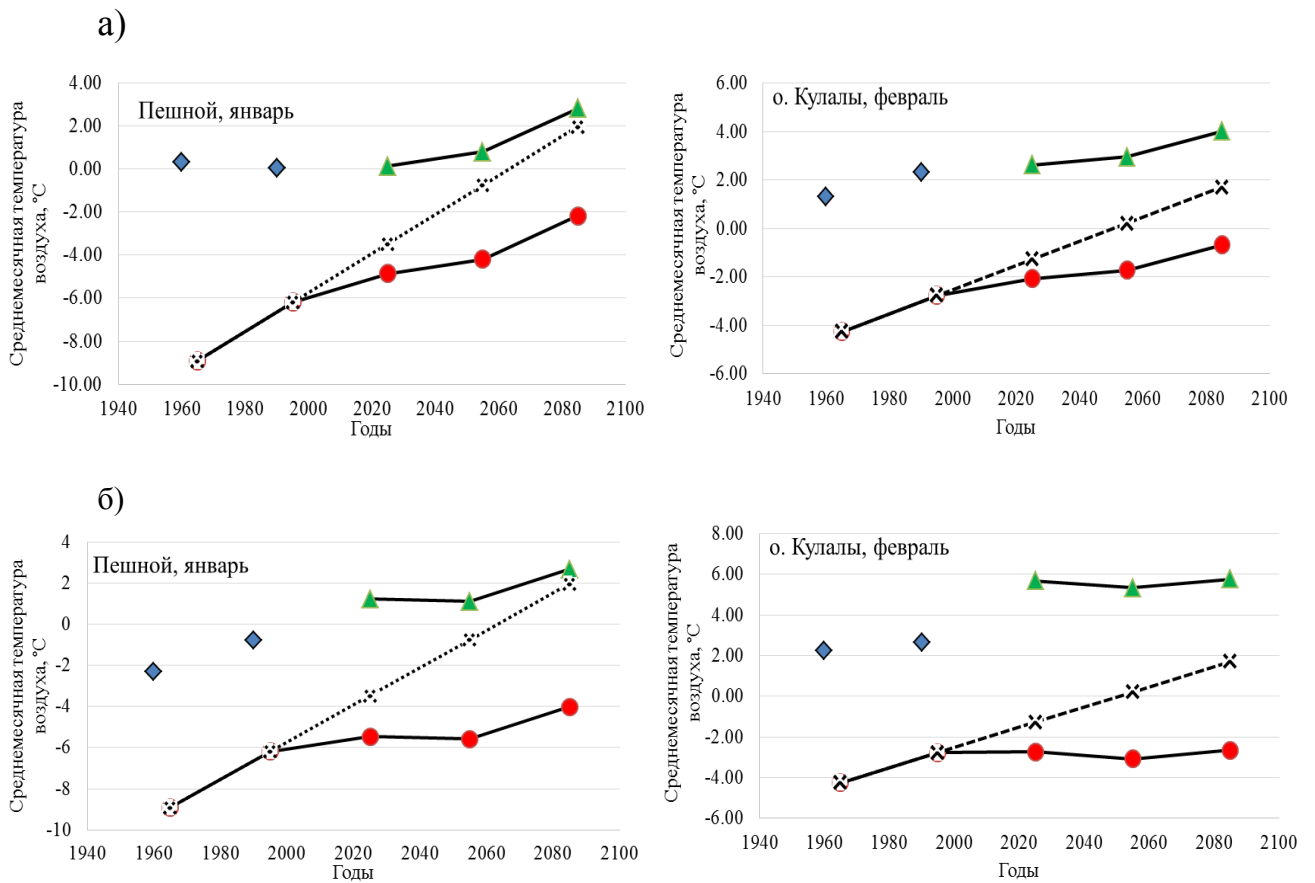 а)
Пешной, январь
Среднемесячная температура
воздуха, °С
4.00
2.00
0.00
-2.00
-4.00
-6.00
-8.00
-10.00
1940 1960 1980 2000 2020 2040 2060 2080 2100
Годы
о. Кулалы, февраль
Среднемесячная температура
воздуха, °С
6.00
4.00
2.00
0.00
-2.00
-4.00
-6.00
1940 1960 1980 2000 2020 2040 2060 2080 2100
Годы
б)
Пешной, январь
Среднемесячная температура
воздуха, °С
4
2
0
-2
-4
-6
-8
-10
1940 1960 1980 2000 2020 2040 2060 2080 2100
Годы
о. Кулалы, февраль
Среднемесячная температура
воздуха, °С
8.00
6.00
4.00
2.00
0.00
-2.00
-4.00
-6.00
1940 1960 1980 2000 2020 2040 2060 2080 2100
Годы